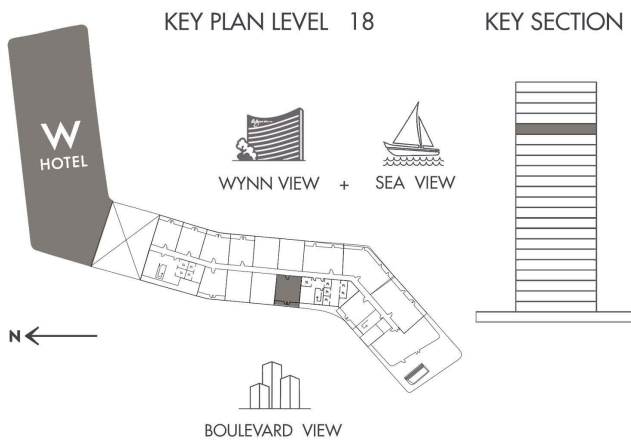 KEY PLAN LEVEL 18
KEY SECTION
W
HOTEL
WYNN VIEW + SEA VIEW
N
BOULEVARD VIEW